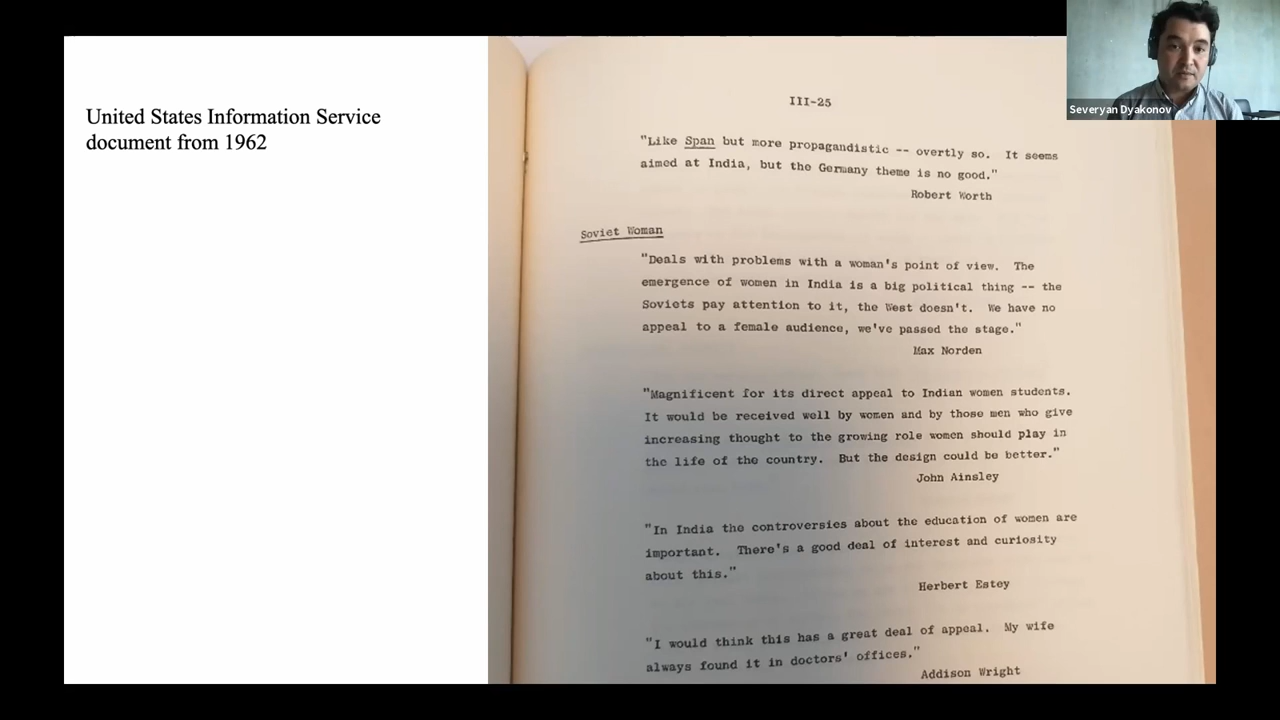 United States Information Service
document from 1962
Severyan Dyakonov
III-25
"Like Span but more propagandistic -- overtly so. It seems
aimed at India, but the Germany theme is no good."
Robert Worth
Soviet Woman
"Deals with problems with a woman's point of view. The
emergence of women in India is a big political thing -- the
Soviets pay attention to it, the West doesn't. We have no
appeal to a female audience, we've passed the stage."
Max Norden
"Magnificent for its direct appeal to Indian women students.
It would be received well by women and by those men who give
increasing thought to the growing role women should play in
the life of the country. But the design could be better."
John Ainsley
"In India the controversies about the education of women are
important. There's a good deal of interest and curiosity
about this."
Herbert Estey
"I would think this has a great deal of appeal. My wife
always found it in doctors' offices."
Addison Wright